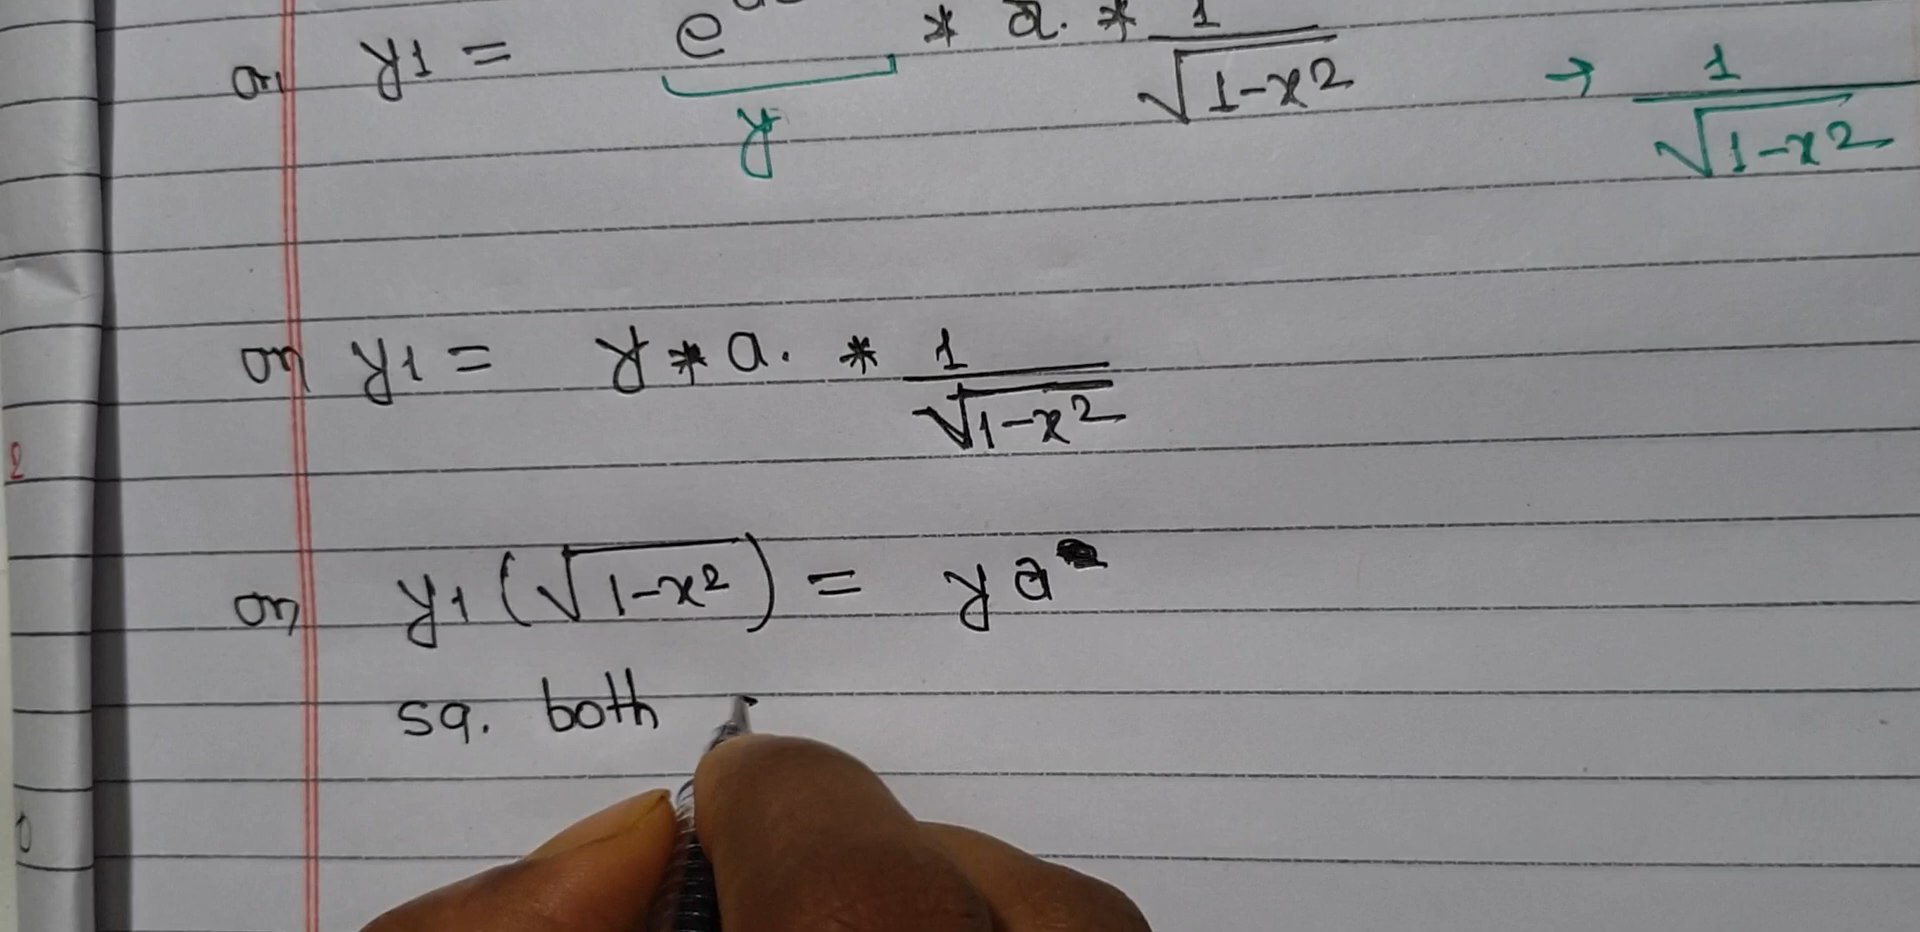 or y1 = e * a. * 1/√1-x2 → 1/√1-x2
y
or y1 = y * a. * 1/√1-x2
or y1 (√1-x2) = ya
sq. both
2